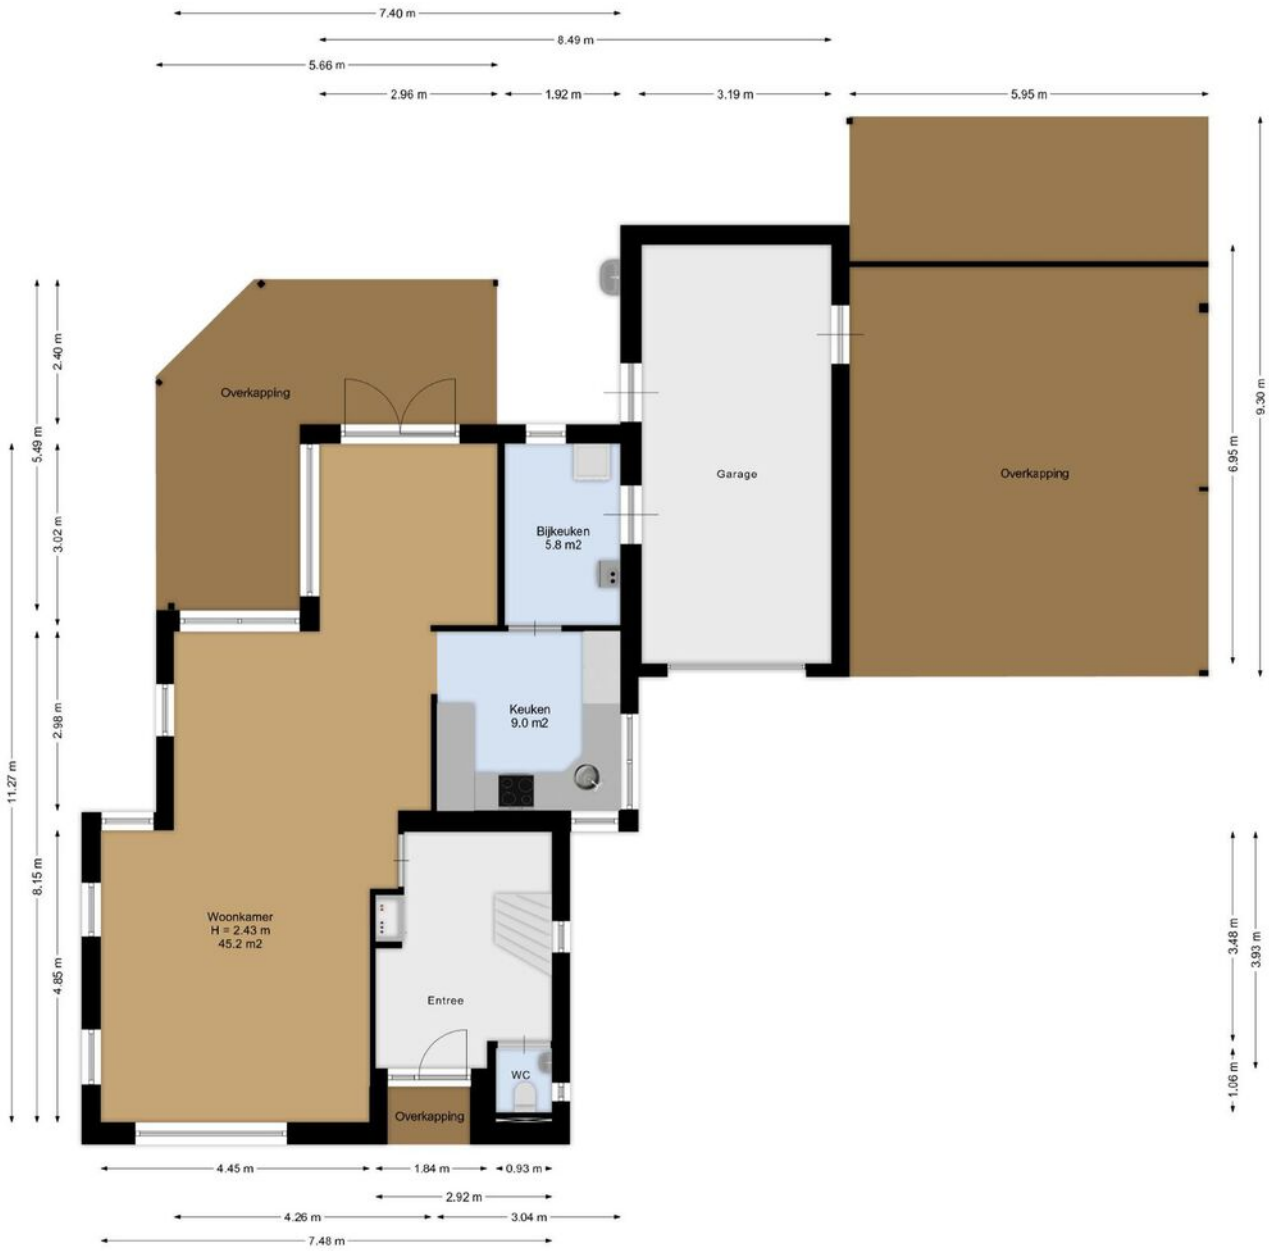 7.40 m
8.49 m
5.66 m
2.96 m
1.92 m
3.19 m
5.95 m
Overkapping
2.40 m
5.49 m
3.02 m
2.98 m
11.27 m
8.15 m
4.85 m
Bijkeuken
5.8 m2
Garage
Overkapping
9.30 m
6.95 m
Keuken
9.0 m2
Woonkamer
H = 2.43 m
45.2 m2
Entree
WC
Overkapping
3.48 m
3.93 m
1.06 m
4.45 m
1.84 m
0.93 m
2.92 m
4.26 m
3.04 m
7.48 m